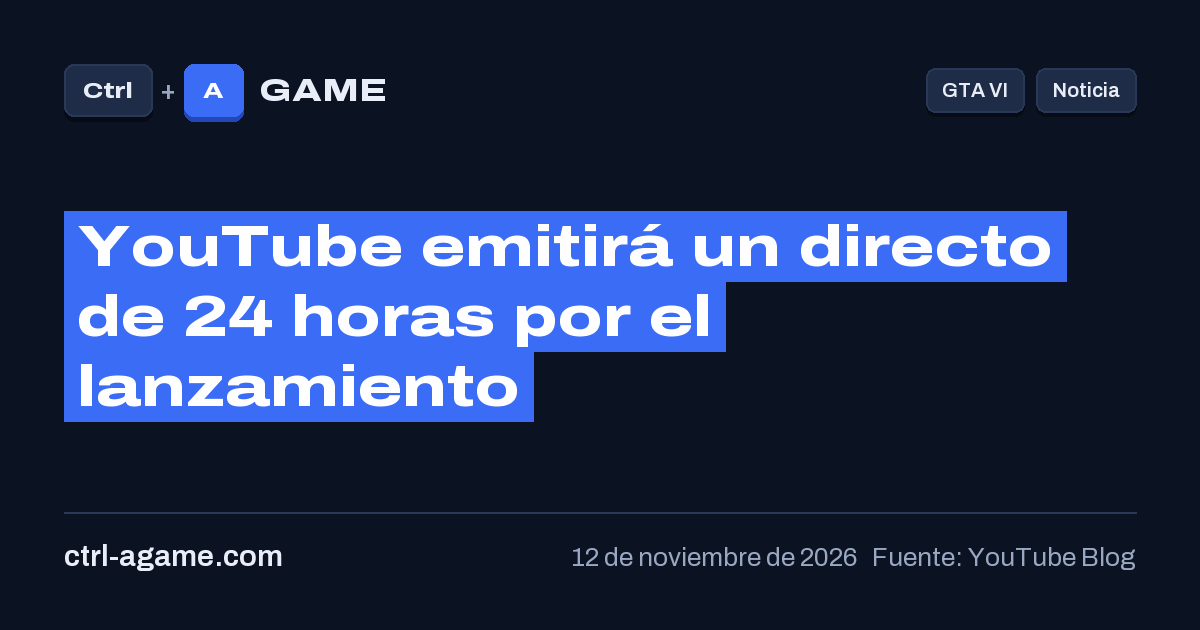 Ctrl + A GAME
GTA VI Noticia
YouTube emitirá un directo
de 24 horas por el
lanzamiento
ctrl-agame.com
12 de noviembre de 2026 Fuente: YouTube Blog